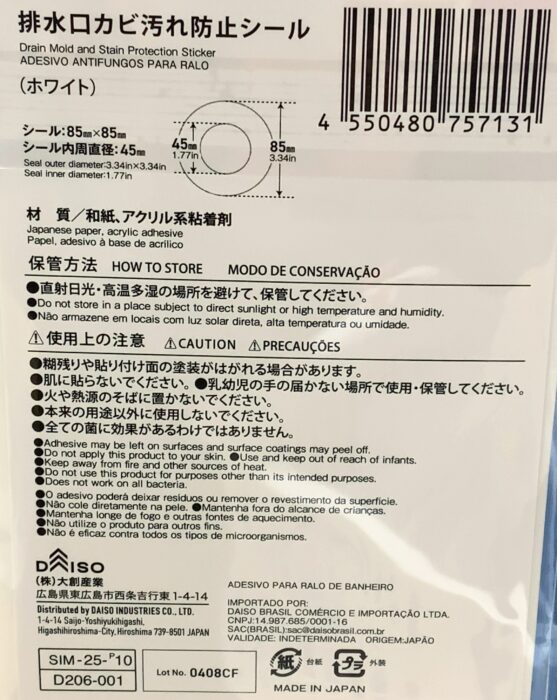 排水口カビ汚れ防止シール
Drain Mold and Stain Protection Sticker
ADESIVO ANTIFUNGOS PARA RALO
(ホワイト)
4 550480 757131
シール:85㎜×85㎜
シール内周直径:45㎜
Seal outer diameter:3.34in×3.34in
Seal inner diameter:1.77in
45㎜
1.77in
85㎜
3.34in
材 質/和紙、アクリル系粘着剤
Japanese paper, acrylic adhesive
Papel, adesivo à base de acrílico
保管方法 HOW TO STORE MODO DE CONSERVAÇÃO
●直射日光・高温多湿の場所を避けて、保管してください。
●Do not store in a place subject to direct sunlight or high temperature and humidity.
●Não armazene em locais com luz solar direta, alta temperatura ou umidade.
⚠使用上の注意 ⚠CAUTION ⚠PRECAUÇÕES
●糊残りや貼り付け面の塗装がはがれる場合があります。
●肌に貼らないでください。●乳幼児の手の届かない場所で使用・保管してください。
●火や熱源のそばに置かないでください。
●本来の用途以外に使用しないでください。
●全ての菌に効果があるわけではありません。
●Adhesive may be left on surfaces and surface coatings may peel off.
●Do not apply this product to your skin. ●Use and keep out of reach of infants.
●Keep away from fire and other sources of heat.
●Do not use this product for purposes other than its intended purposes.
●Does not work on all bacteria.
●O adesivo poderá deixar resíduos ou remover o revestimento da superfície.
●Não cole diretamente na pele. ●Mantenha fora do alcance de crianças.
●Mantenha longe de fogo e outras fontes de aquecimento.
●Não utilize o produto para outros fins.
●Não é eficaz contra todos os tipos de microorganismos.
DAISO
(株)大創産業
広島県東広島市西条吉行東 1-4-14
Distributed by DAISO INDUSTRIES CO., LTD.
1-4-14 Saijo-Yoshiyukihigashi,
Higashihiroshima-City, Hiroshima 739-8501 JAPAN
ADESIVO PARA RALO DE BANHEIRO
IMPORTADO POR:
DAISO BRASIL COMÉRCIO E IMPORTAÇÃO LTDA.
CNPJ:14.987.685/0001-16
SAC(BRASIL):sac@daisobrasil.com.br
VALIDADE: INDETERMINADA ORIGEM:JAPÃO
SIM-25-P10
D206-001
Lot No. 0408CF
紙 台紙 プラ 外装
MADE IN JAPAN